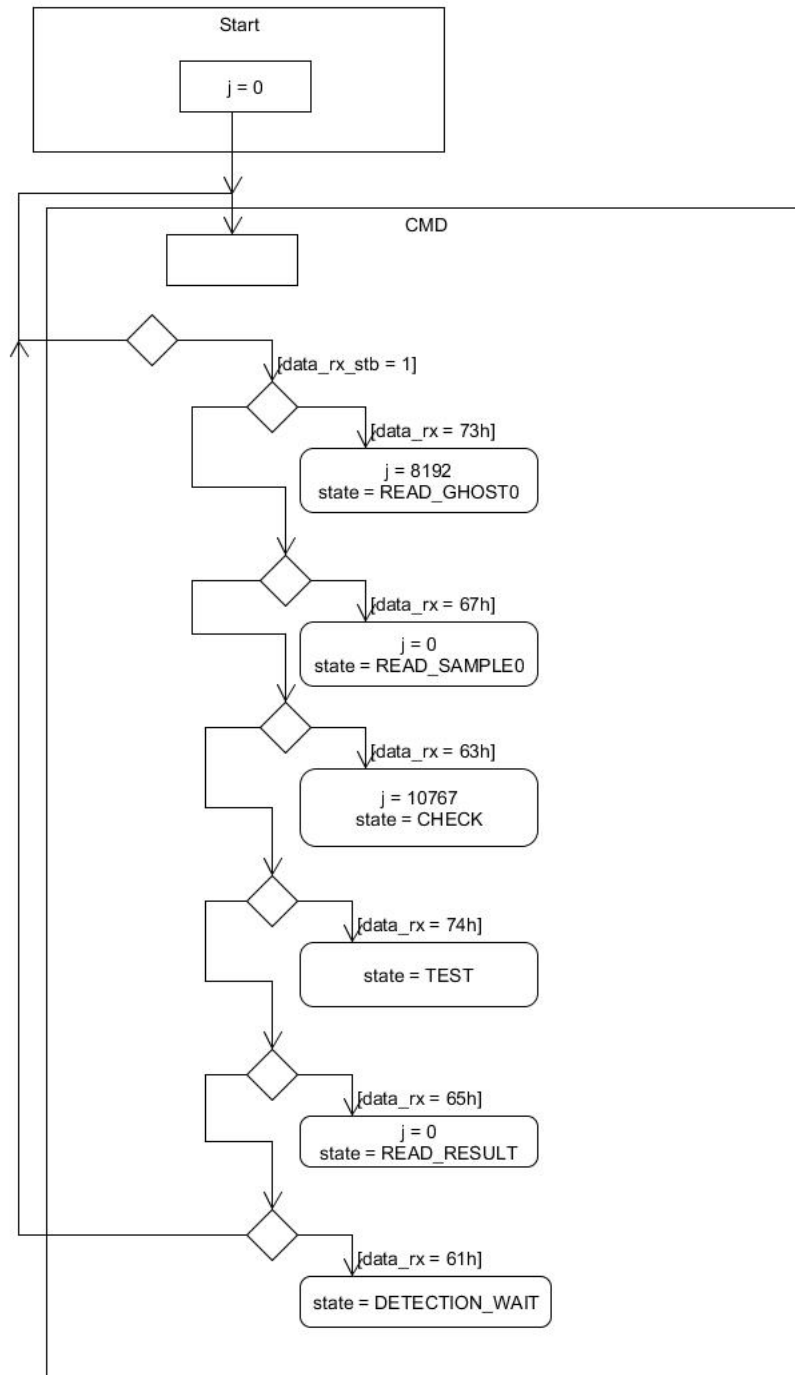 Start
j = 0
CMD
[data_rx_stb = 1]
[data_rx = 73h]
j = 8192
state = READ_GHOST0
[data_rx = 67h]
j = 0
state = READ_SAMPLE0
[data_rx = 63h]
j = 10767
state = CHECK
[data_rx = 74h]
state = TEST
[data_rx = 65h]
j = 0
state = READ_RESULT
[data_rx = 61h]
state = DETECTION_WAIT